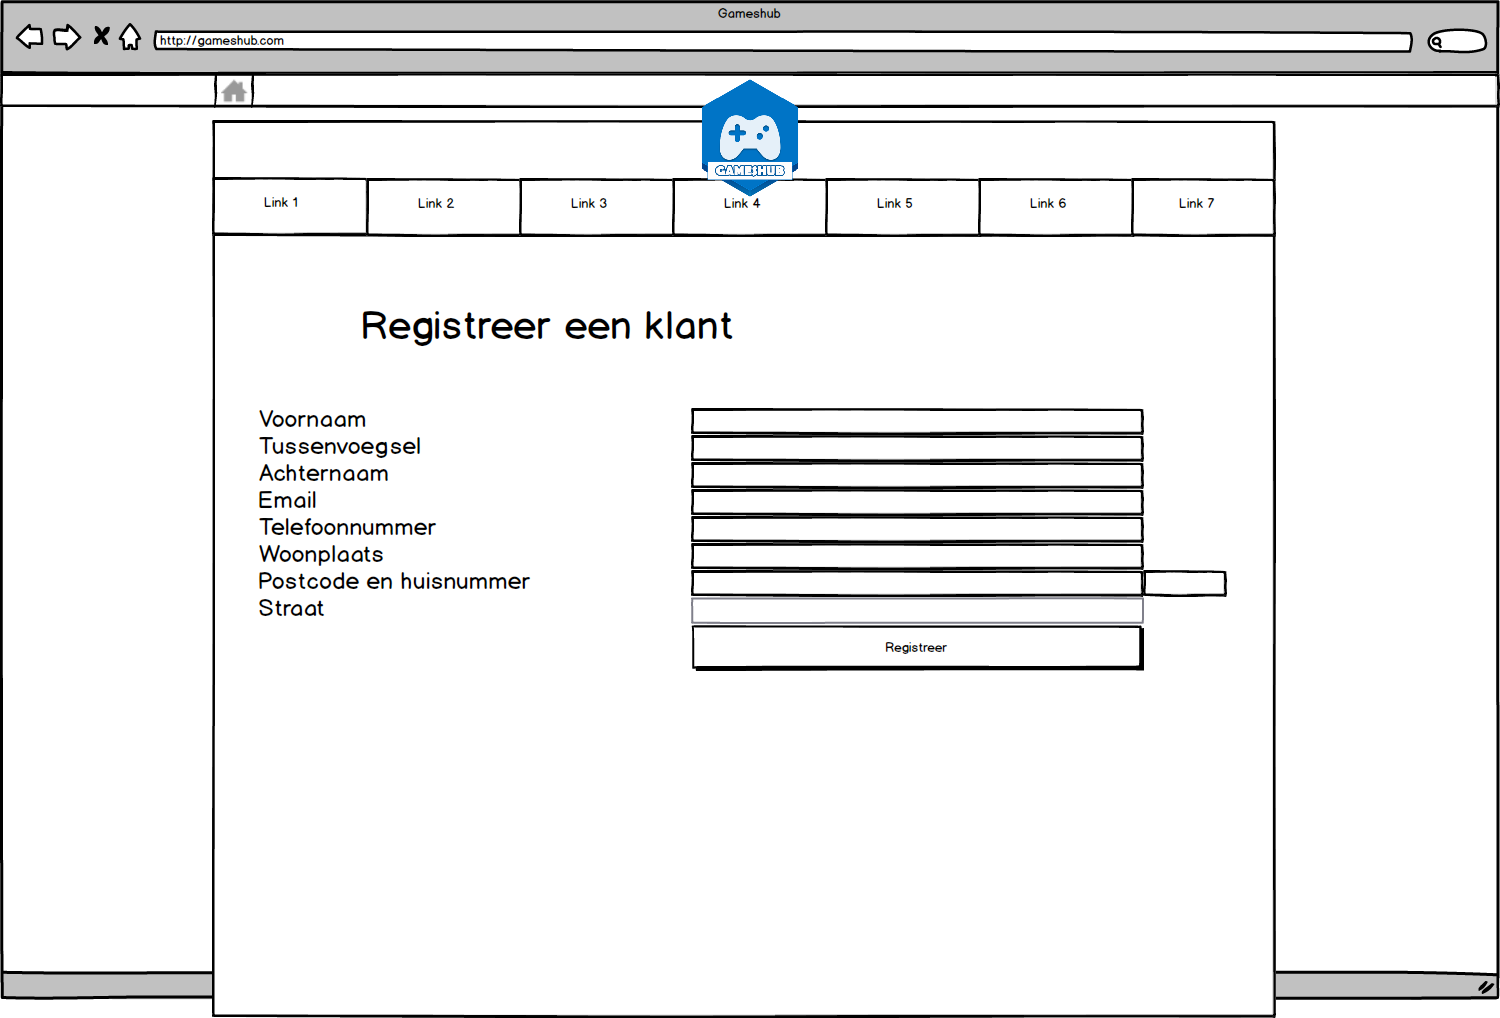 Gameshub
http://gameshub.com
GAMESHUB
Link 1 Link 2 Link 3 Link 4 Link 5 Link 6 Link 7
Registreer een klant
Voornaam
Tussenvoegsel
Achternaam
Email
Telefoonnummer
Woonplaats
Postcode en huisnummer
Straat
Registreer